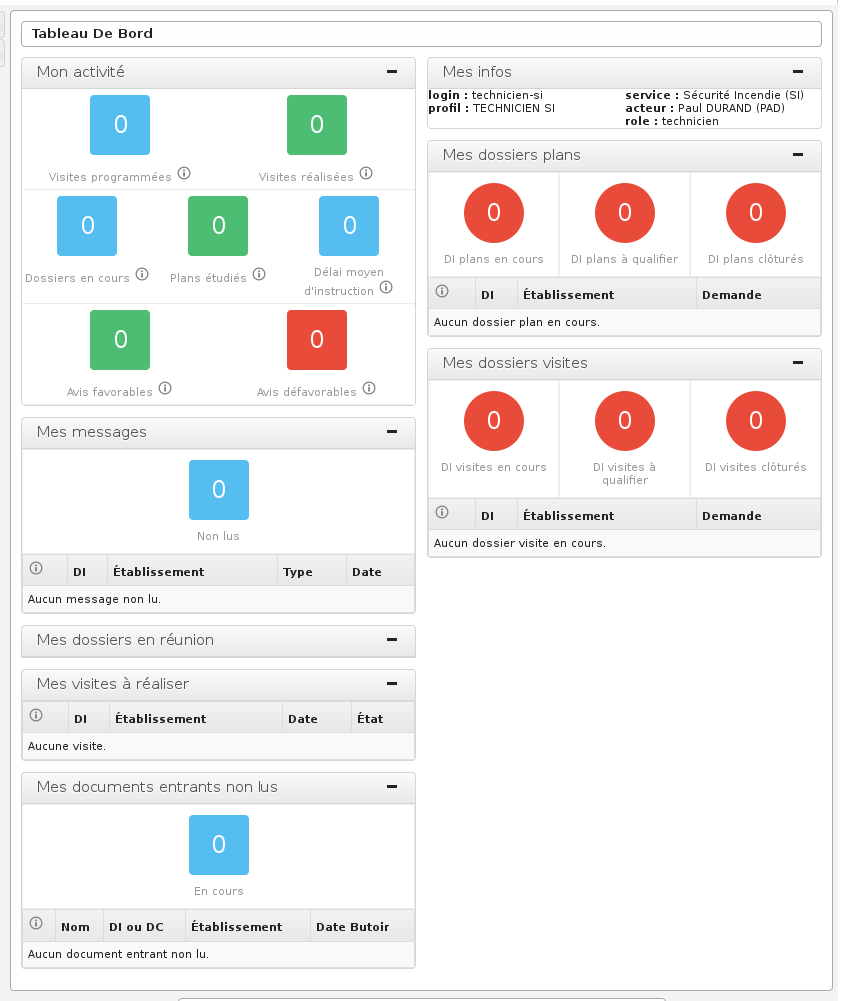 Tableau De Bord
Mon activité
0
0
Visites programmées
Visites réalisées
0
0
0
Dossiers en cours
Plans étudiés
Délai moyen
d'instruction
0
0
Avis favorables
Avis défavorables
Mes messages
0
Non lus
DI Établissement Type Date
Aucun message non lu.
Mes dossiers en réunion
Mes visites à réaliser
DI Établissement Date État
Aucune visite.
Mes documents entrants non lus
0
En cours
Nom DI ou DC Établissement Date Butoir
Aucun document entrant non lu.
Mes infos
login : technicien-si
profil : TECHNICIEN SI
service : Sécurité Incendie (SI)
acteur : Paul DURAND (PAD)
role : technicien
Mes dossiers plans
0
0
0
DI plans en cours
DI plans à qualifier
DI plans clôturés
DI Établissement Demande
Aucun dossier plan en cours.
Mes dossiers visites
0
0
0
DI visites en cours
DI visites à
qualifier
DI visites clôturés
DI Établissement Demande
Aucun dossier visite en cours.